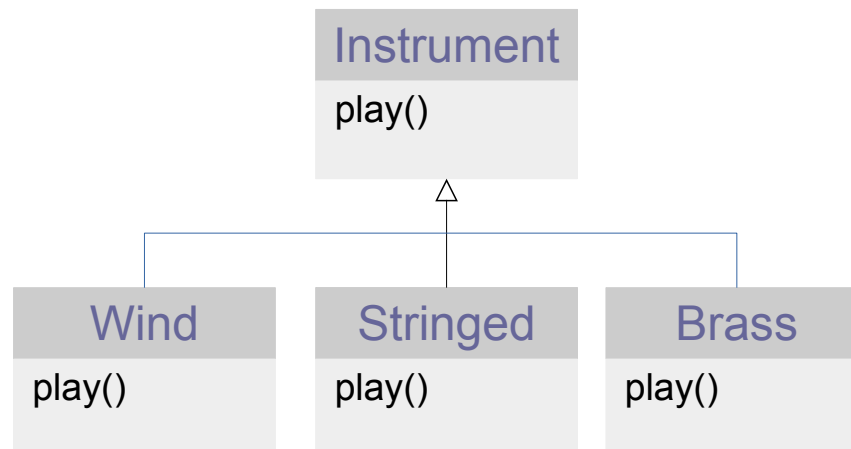 Instrument
play()
Wind
play()
Stringed
play()
Brass
play()